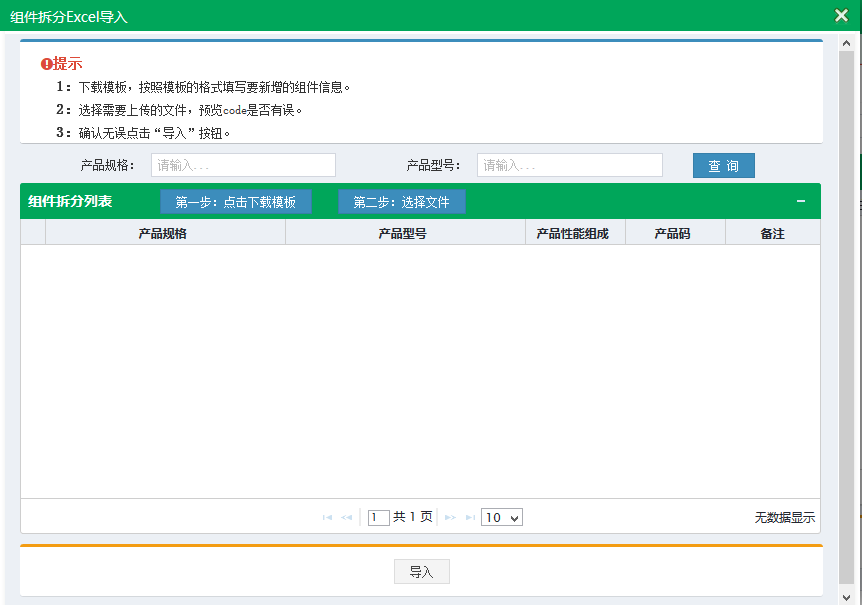 组件拆分Excel导入
提示
1：下载模板，按照模板的格式填写要新增的组件信息。
2：选择需要上传的文件，预览code是否有误。
3：确认无误点击“导入”按钮。
产品规格： 请输入... 产品型号： 请输入... 查 询
组件拆分列表 第一步：点击下载模板 第二步：选择文件
产品规格 产品型号 产品性能组成 产品码 备注
1 共 1 页 10 无数据显示
导入